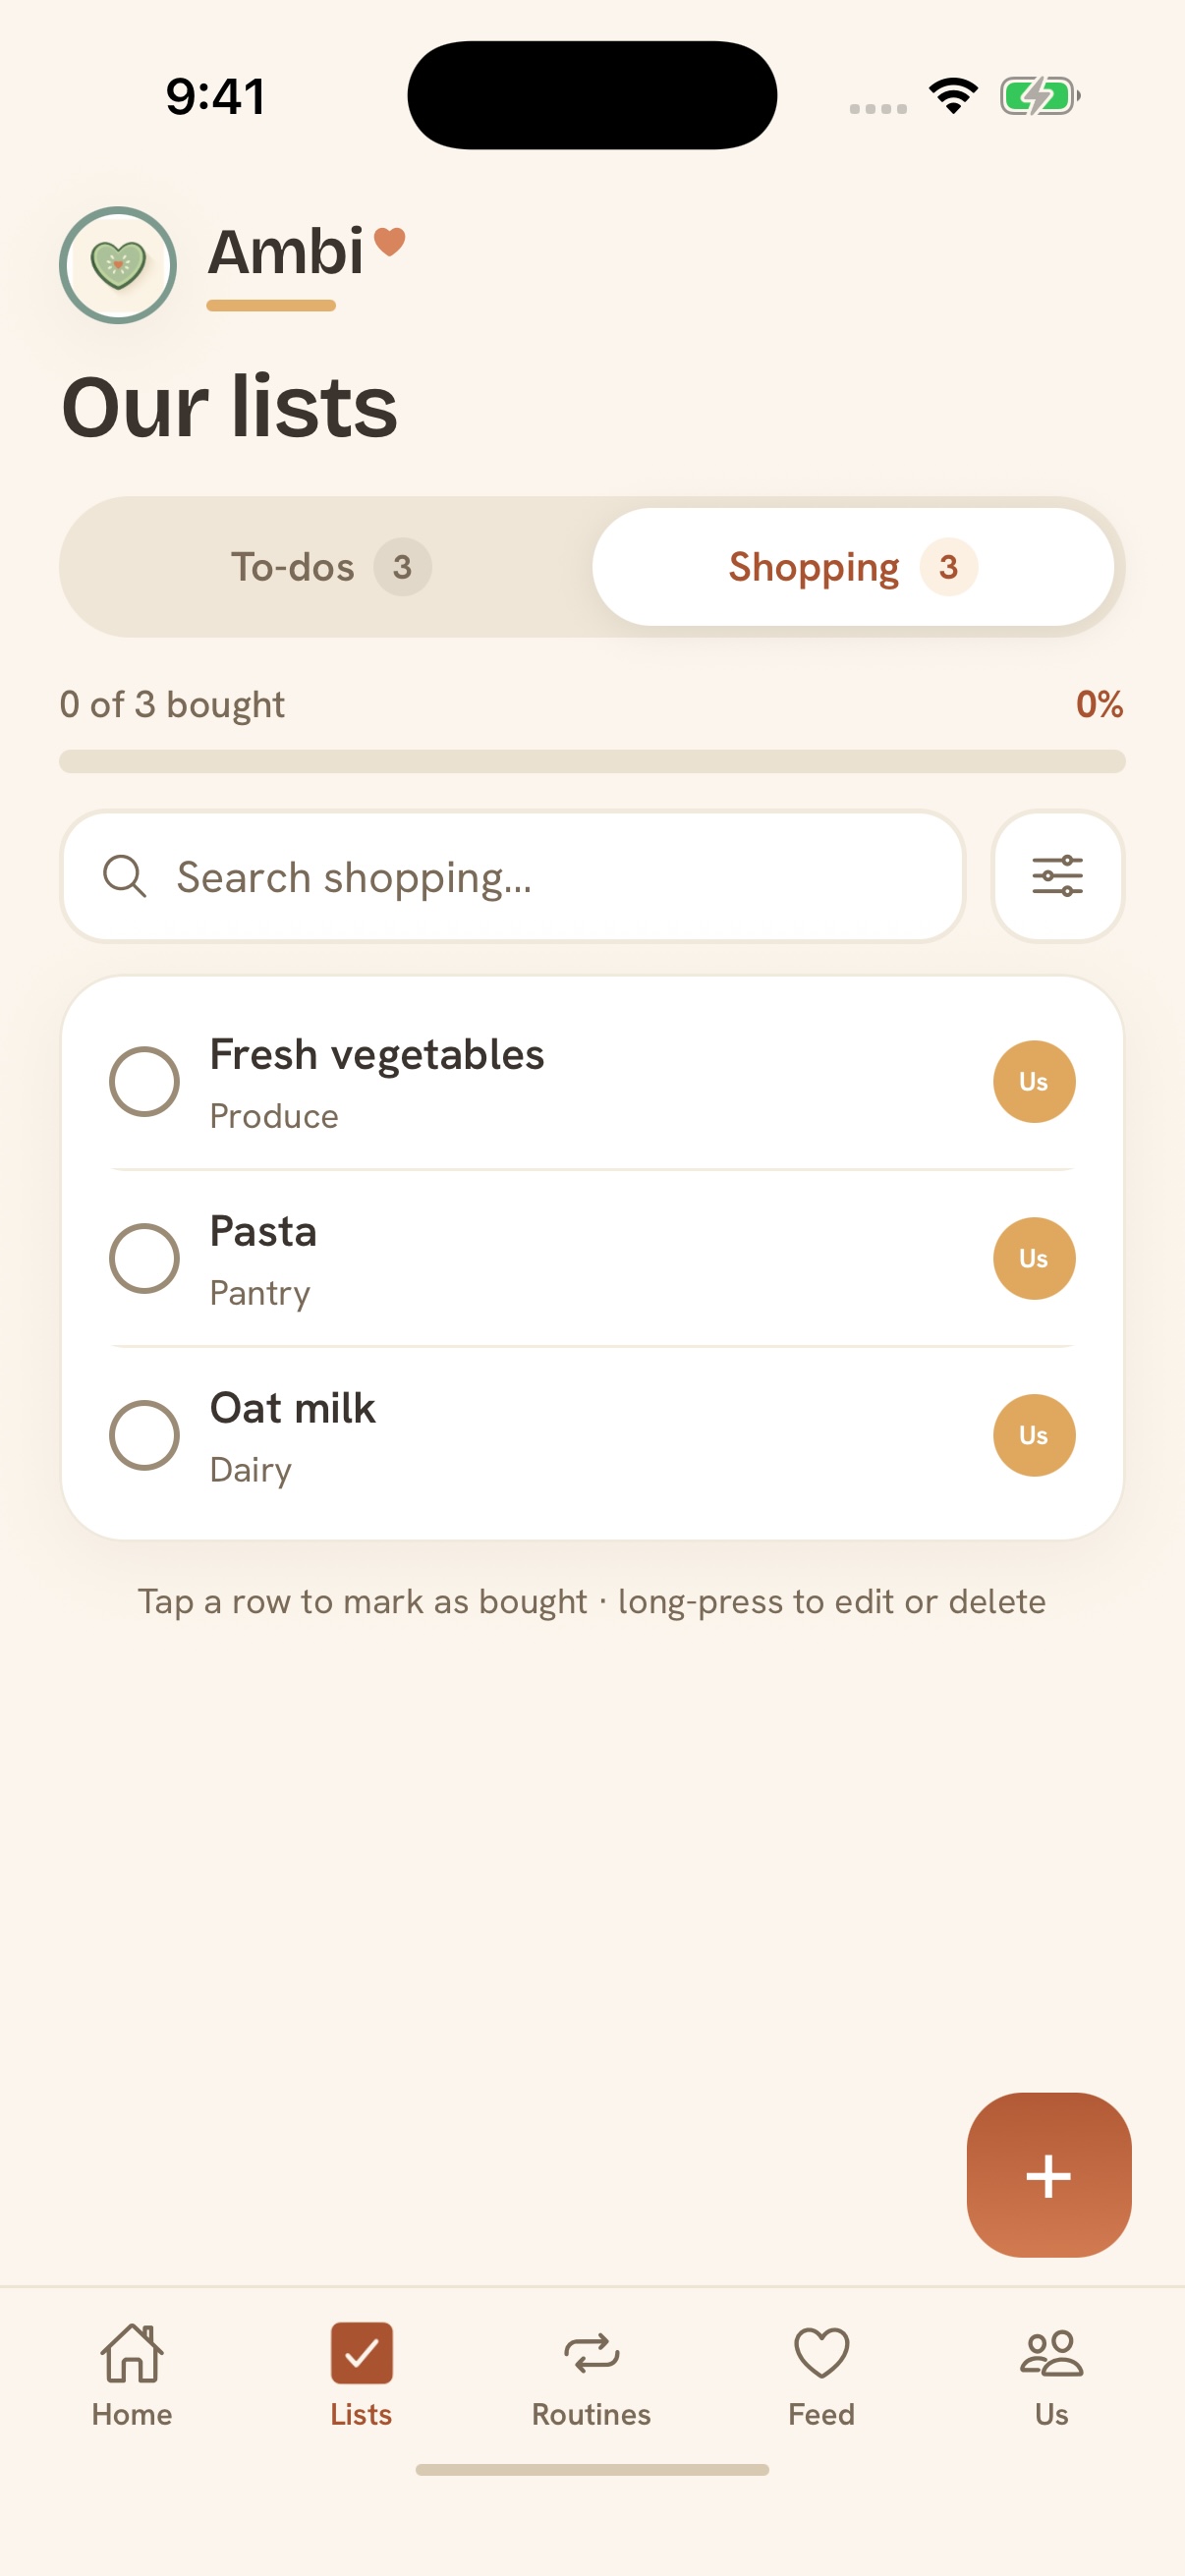 9:41
Ambi
Our lists
To-dos 3
Shopping 3
0 of 3 bought
0%
Search shopping...
Fresh vegetables
Produce
Us
Pasta
Pantry
Us
Oat milk
Dairy
Us
Tap a row to mark as bought · long-press to edit or delete
+
Home
Lists
Routines
Feed
Us